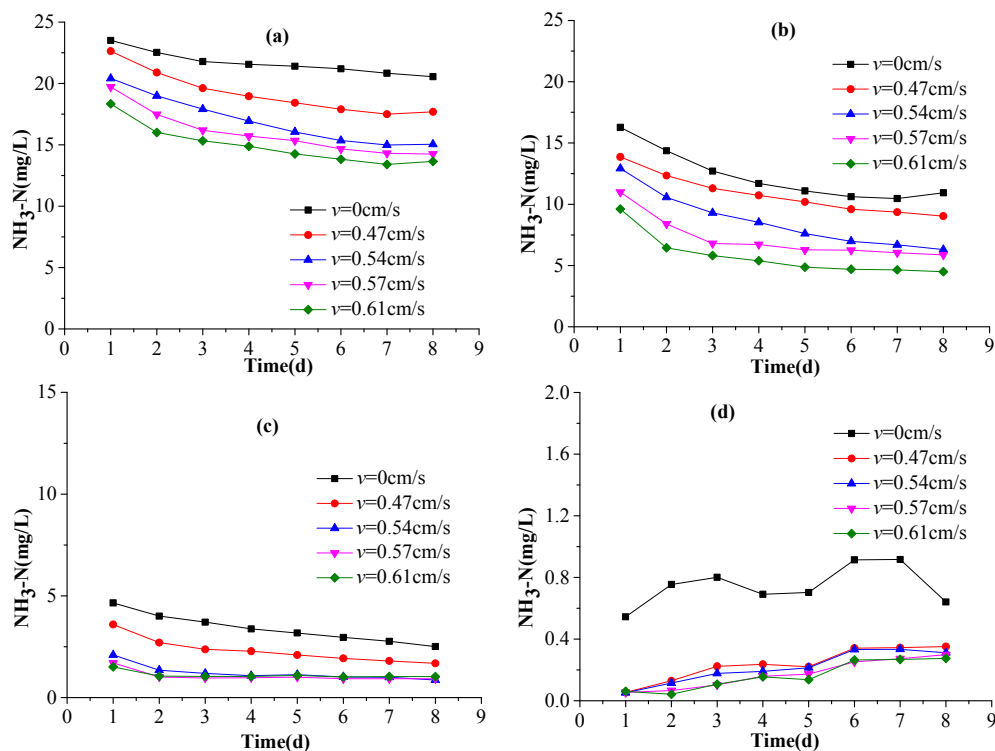 (a)
25
20
15
10
5
0
NH3-N(mg/L)
v=0cm/s
v=0.47cm/s
v=0.54cm/s
v=0.57cm/s
v=0.61cm/s
0 1 2 3 4 5 6 7 8 9
Time(d)
(b)
25
20
15
10
5
0
NH3-N(mg/L)
v=0cm/s
v=0.47cm/s
v=0.54cm/s
v=0.57cm/s
v=0.61cm/s
0 1 2 3 4 5 6 7 8 9
Time(d)
(c)
15
10
5
0
NH3-N(mg/L)
v=0cm/s
v=0.47cm/s
v=0.54cm/s
v=0.57cm/s
v=0.61cm/s
0 1 2 3 4 5 6 7 8 9
Time(d)
(d)
2.0
1.6
1.2
0.8
0.4
0.0
NH3-N(mg/L)
v=0cm/s
v=0.47cm/s
v=0.54cm/s
v=0.57cm/s
v=0.61cm/s
0 1 2 3 4 5 6 7 8 9
Time(d)